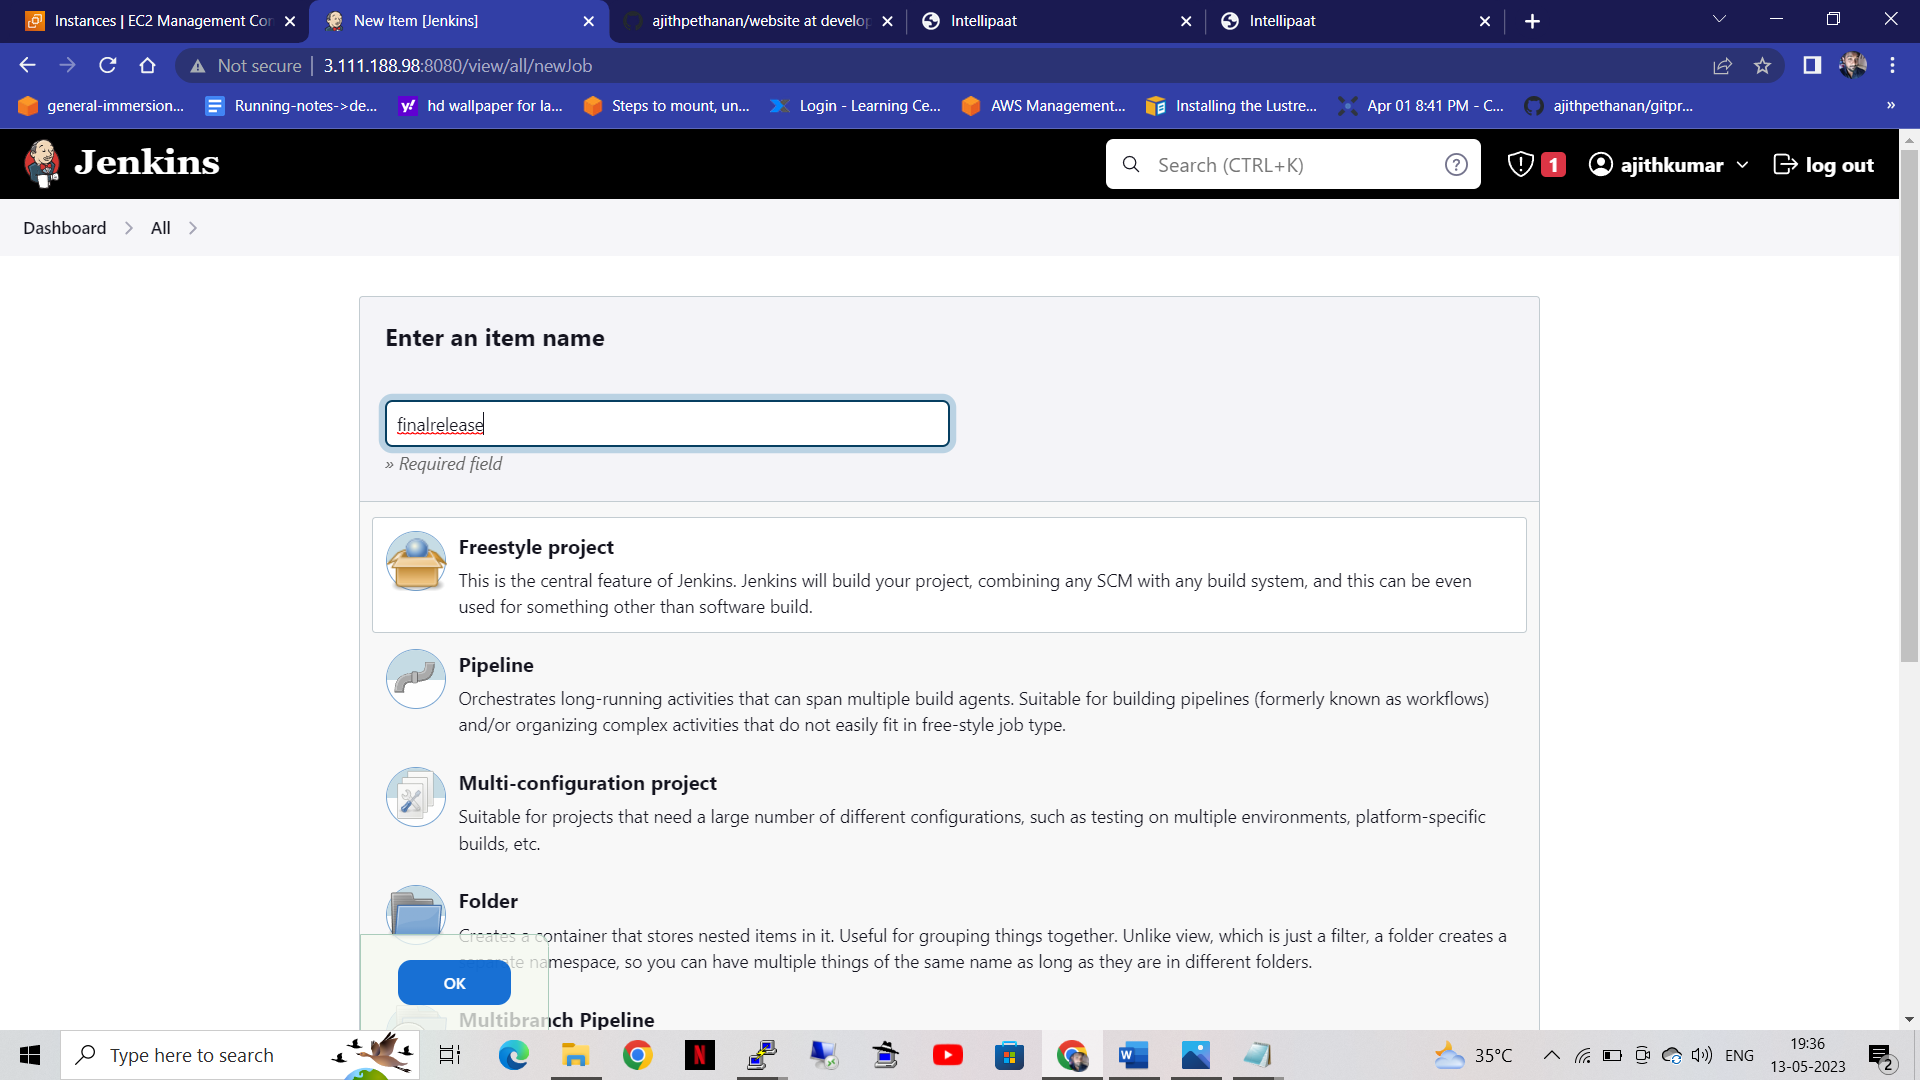 Instances | EC2 Management Con
New Item [Jenkins]
ajithpethanan/website at develop
Intellipaat
Intellipaat
Not secure
3.111.188.98:8080/view/all/newJob
general-immersion...
Running-notes->de...
hd wallpaper for la...
Steps to mount, un...
Login - Learning Ce...
AWS Management...
Installing the Lustre...
Apr 01 8:41 PM - C...
ajithpethanan/gitpr...
»
Jenkins
Search (CTRL+K)
1
ajithkumar
log out
Dashboard
All
Enter an item name
finalrelease
» Required field
Freestyle project
This is the central feature of Jenkins. Jenkins will build your project, combining any SCM with any build system, and this can be even
used for something other than software build.
Pipeline
Orchestrates long-running activities that can span multiple build agents. Suitable for building pipelines (formerly known as workflows)
and/or organizing complex activities that do not easily fit in free-style job type.
Multi-configuration project
Suitable for projects that need a large number of different configurations, such as testing on multiple environments, platform-specific
builds, etc.
Folder
Creates a container that stores nested items in it. Useful for grouping things together. Unlike view, which is just a filter, a folder creates a
separate namespace, so you can have multiple things of the same name as long as they are in different folders.
OK
Multibranch Pipeline
Type here to search
35°C
ENG
19:36
13-05-2023
2